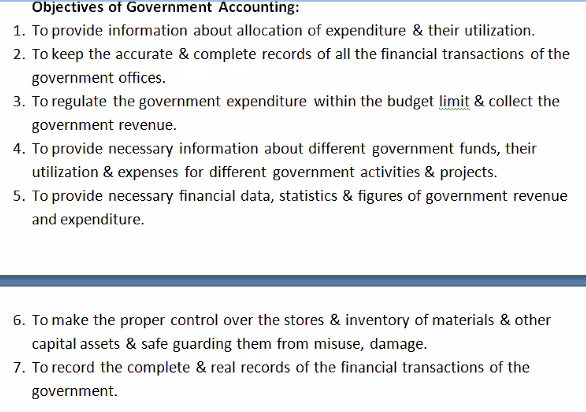 Objectives of Government Accounting:
1. To provide information about allocation of expenditure & their utilization.
2. To keep the accurate & complete records of all the financial transactions of the
government offices.
3. To regulate the government expenditure within the budget limit & collect the
government revenue.
4. To provide necessary information about different government funds, their
utilization & expenses for different government activities & projects.
5. To provide necessary financial data, statistics & figures of government revenue
and expenditure.
6. To make the proper control over the stores & inventory of materials & other
capital assets & safe guarding them from misuse, damage.
7. To record the complete & real records of the financial transactions of the
government.